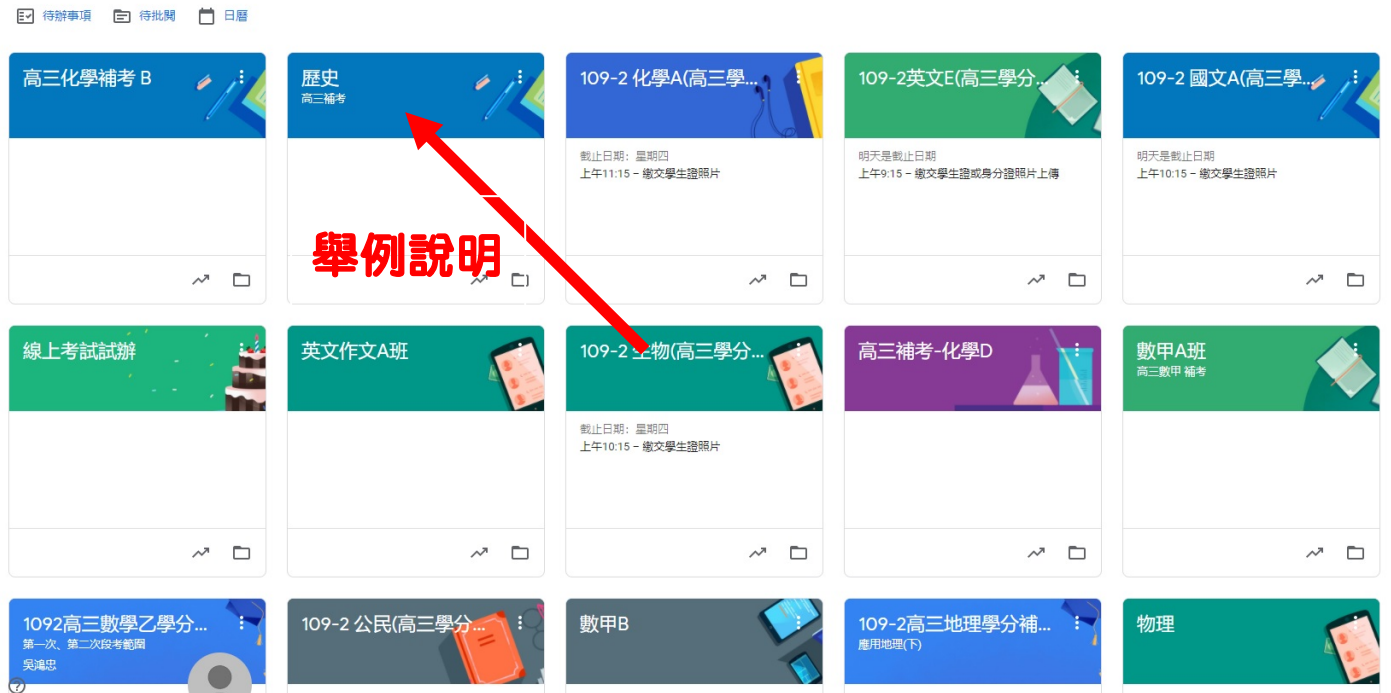 待辦事項 待批閱 日曆
高三化學補考 B
歷史
高三補考
109-2 化學A(高三學...
截止日期：星期四
上午11:15 – 繳交學生證照片
109-2英文E(高三學分...
明天是截止日期
上午9:15 – 繳交學生證或身分證照片上傳
109-2 國文A(高三學...
明天是截止日期
上午10:15 – 繳交學生證照片
舉例說明
線上考試試辦
英文作文A班
109-2 生物(高三學分...
截止日期：星期四
上午10:15 – 繳交學生證照片
高三補考-化學D
數甲A班
高三數甲 補考
1092高三數學乙學分...
第一次、第二次段考範圍
吳鴻忠
109-2 公民(高三學分...
數甲B
109-2高三地理學分補...
應用地理(下)
物理